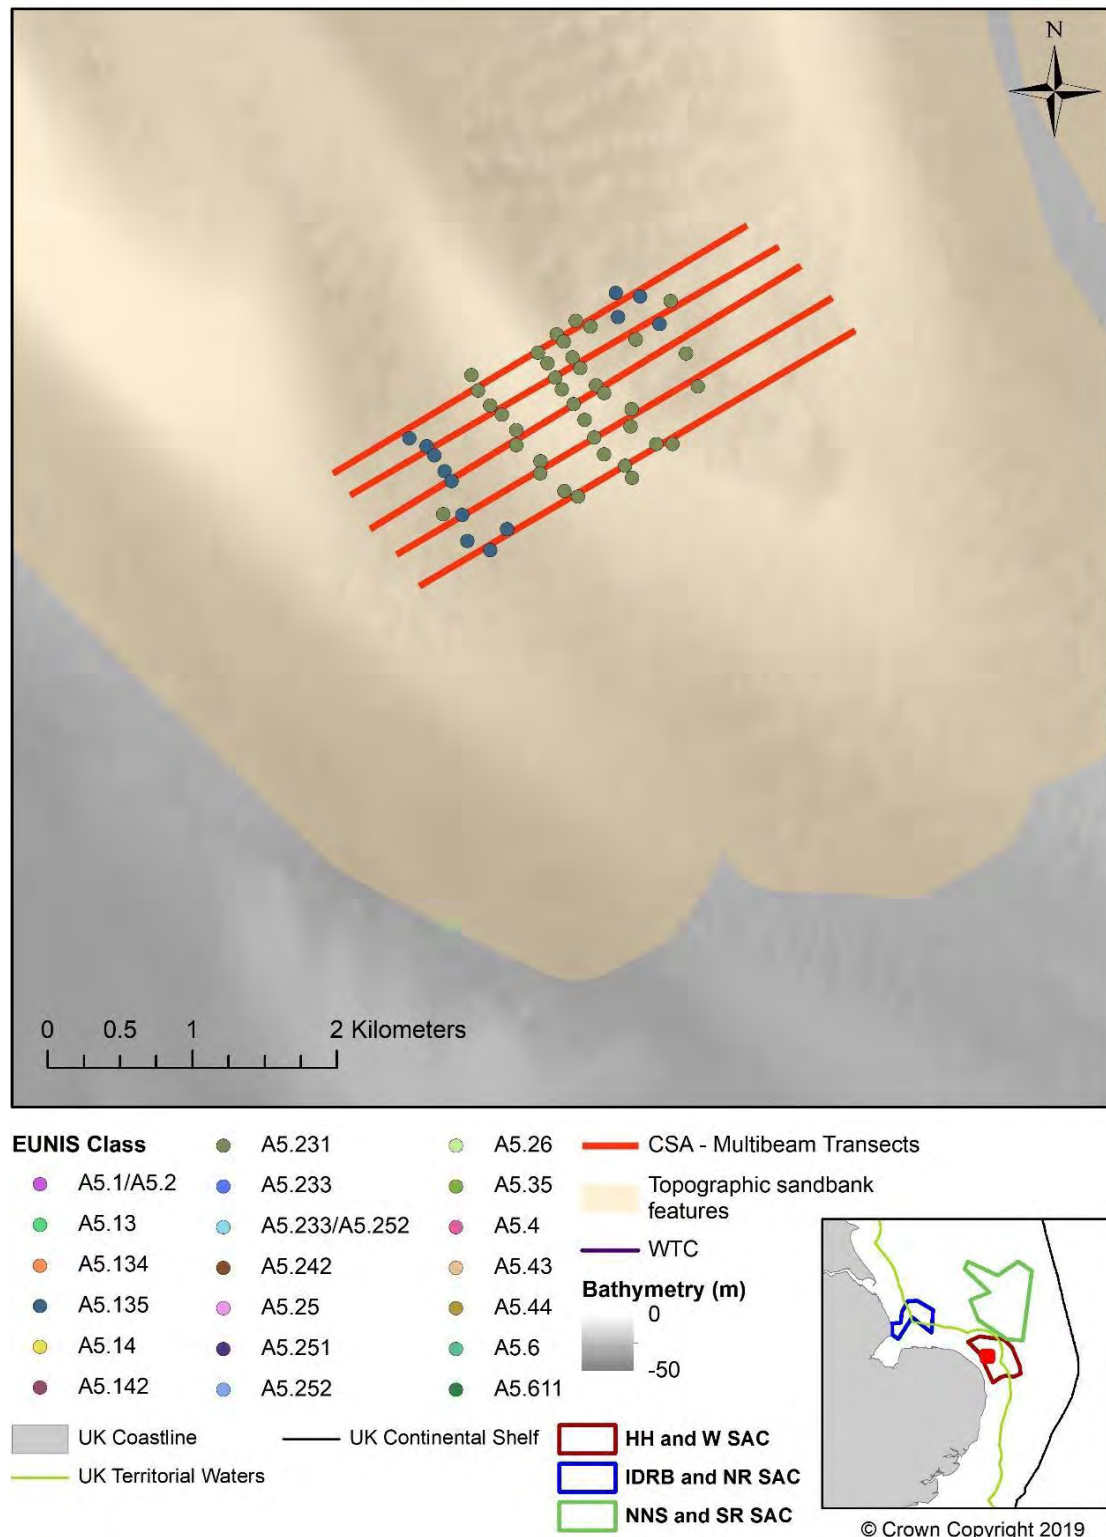 N
0 0.5 1 2 Kilometers
EUNIS Class
A5.1/A5.2
A5.13
A5.134
A5.135
A5.14
A5.142
A5.231
A5.233
A5.233/A5.252
A5.242
A5.25
A5.251
A5.252
A5.26
A5.35
A5.4
A5.43
A5.44
A5.6
A5.611
CSA - Multibeam Transects
Topographic sandbank
features
WTC
Bathymetry (m)
0
-50
UK Coastline
UK Continental Shelf
UK Territorial Waters
HH and W SAC
IDRB and NR SAC
NNS and SR SAC
© Crown Copyright 2019